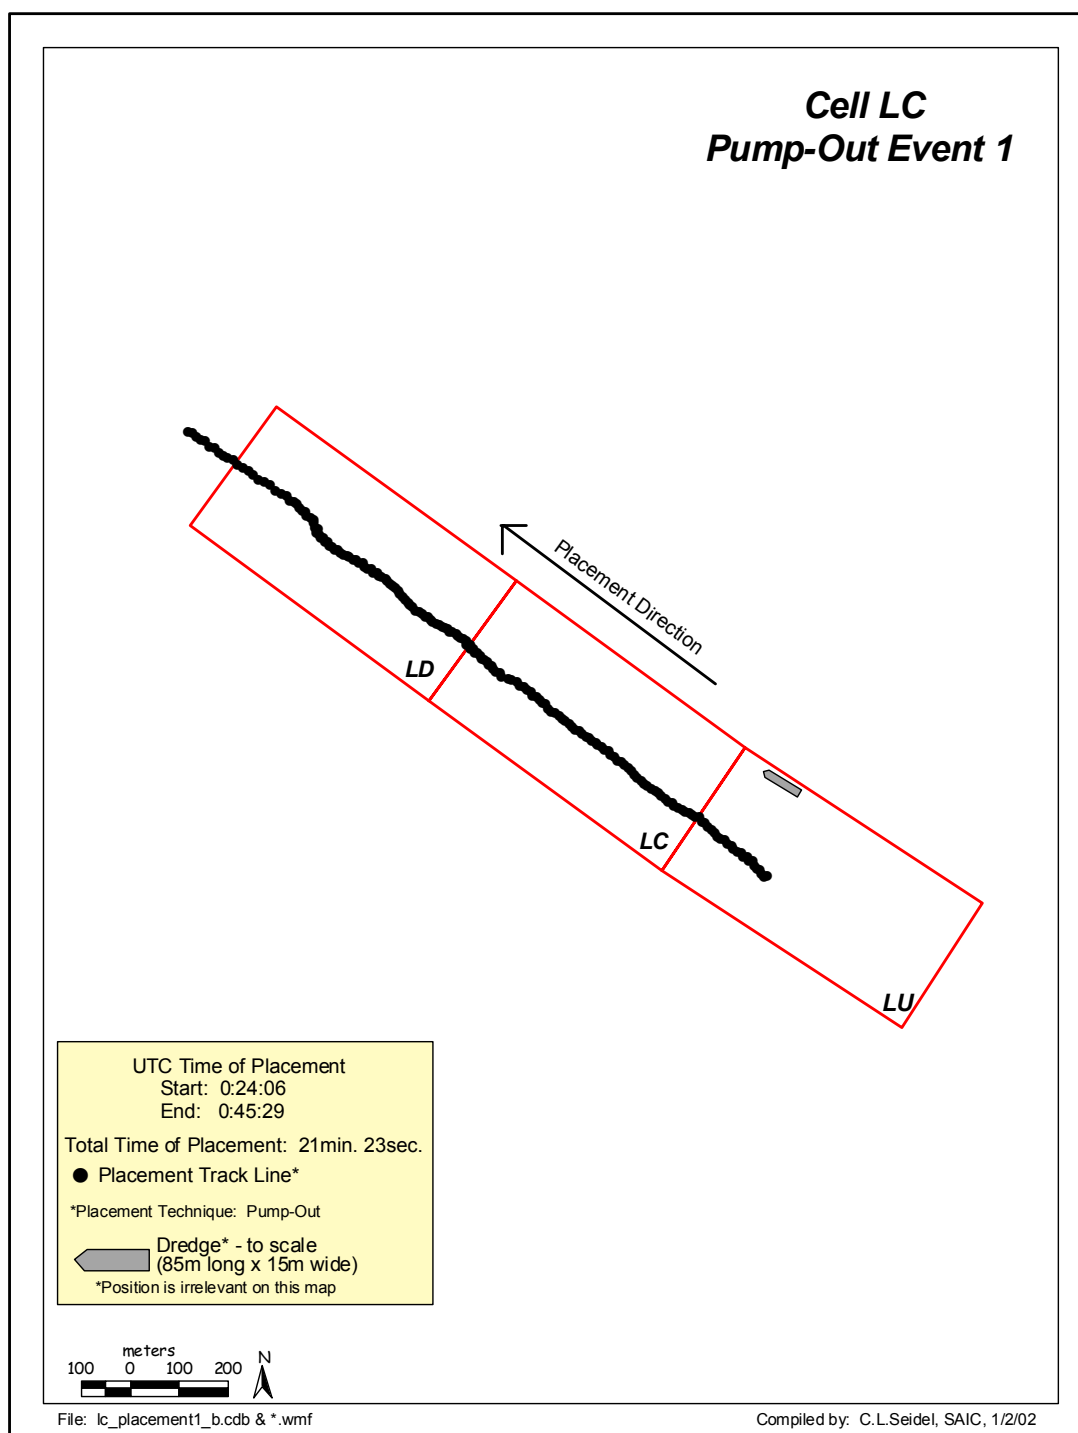 Cell LC
Pump-Out Event 1
Placement Direction
LD
LC
LU
UTC Time of Placement
Start: 0:24:06
End: 0:45:29
Total Time of Placement: 21min. 23sec.
Placement Track Line*
*Placement Technique: Pump-Out
Dredge* - to scale
(85m long x 15m wide)
*Position is irrelevant on this map
meters
100 0 100 200
N
File: lc_placement1_b.cdb & *.wmf
Compiled by: C.L.Seidel, SAIC, 1/2/02